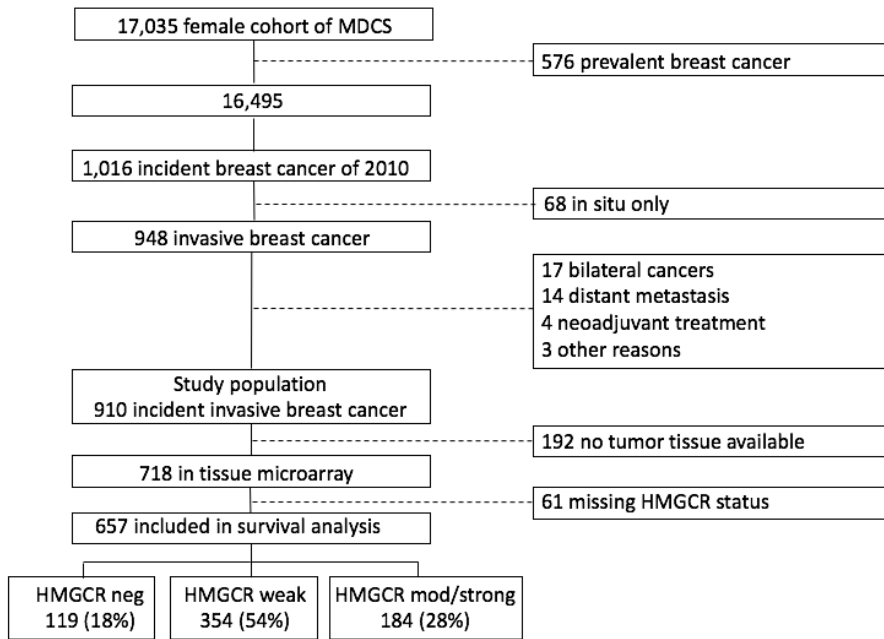 17,035 female cohort of MDCS
576 prevalent breast cancer
16,495
1,016 incident breast cancer of 2010
68 in situ only
948 invasive breast cancer
17 bilateral cancers
14 distant metastasis
4 neoadjuvant treatment
3 other reasons
Study population
910 incident invasive breast cancer
192 no tumor tissue available
718 in tissue microarray
61 missing HMGCR status
657 included in survival analysis
HMGCR neg
119 (18%)
HMGCR weak
354 (54%)
HMGCR mod/strong
184 (28%)